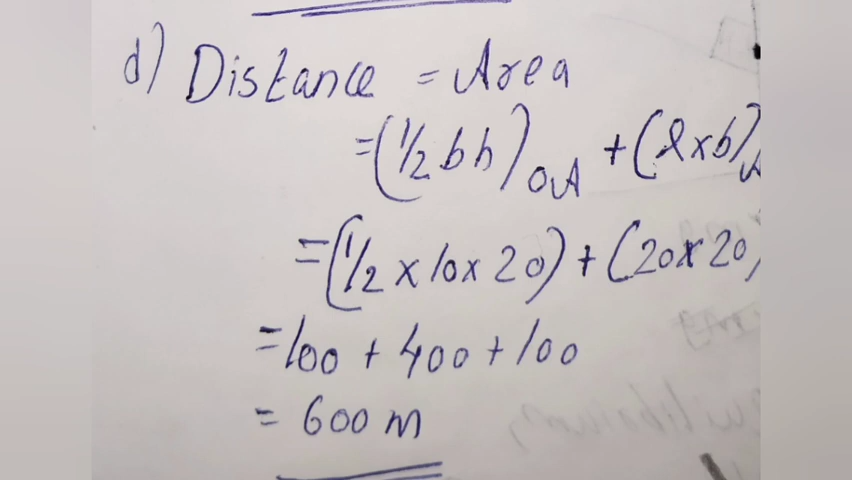 d) Distance = Area
= (1/2 bh)OA + (l x b)A
= (1/2 x 10 x 20) + (20 x 20)
= 100 + 400 + 100
= 600 m